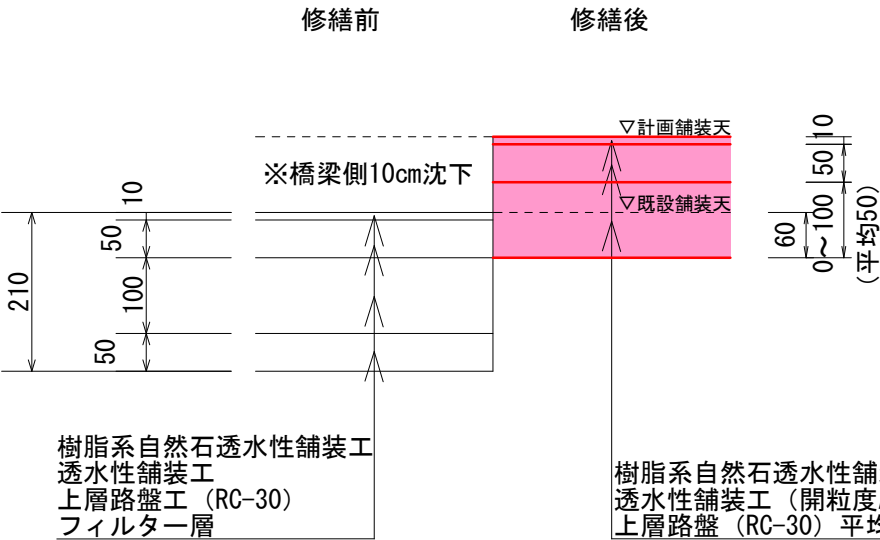 修繕前
修繕後
▽計画舗装天
※橋梁側10cm沈下
▽既設舗装天
10
50
100
50
210
10
50
0～100
(平均50)
60
樹脂系自然石透水性舗装工
透水性舗装工
上層路盤工（RC-30）
フィルター層
樹脂系自然石透水性舗
透水性舗装工（開粒度
上層路盤（RC-30）平均